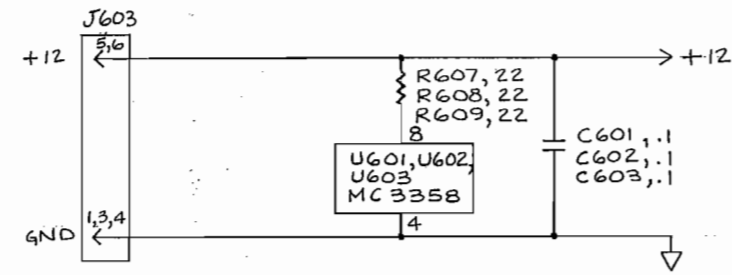 J603
5,6
+12
+12
R607, 22
R608, 22
R609, 22
8
U601, U602,
U603
MC3358
C601, .1
C602, .1
C603, .1
1,3,4
4
GND